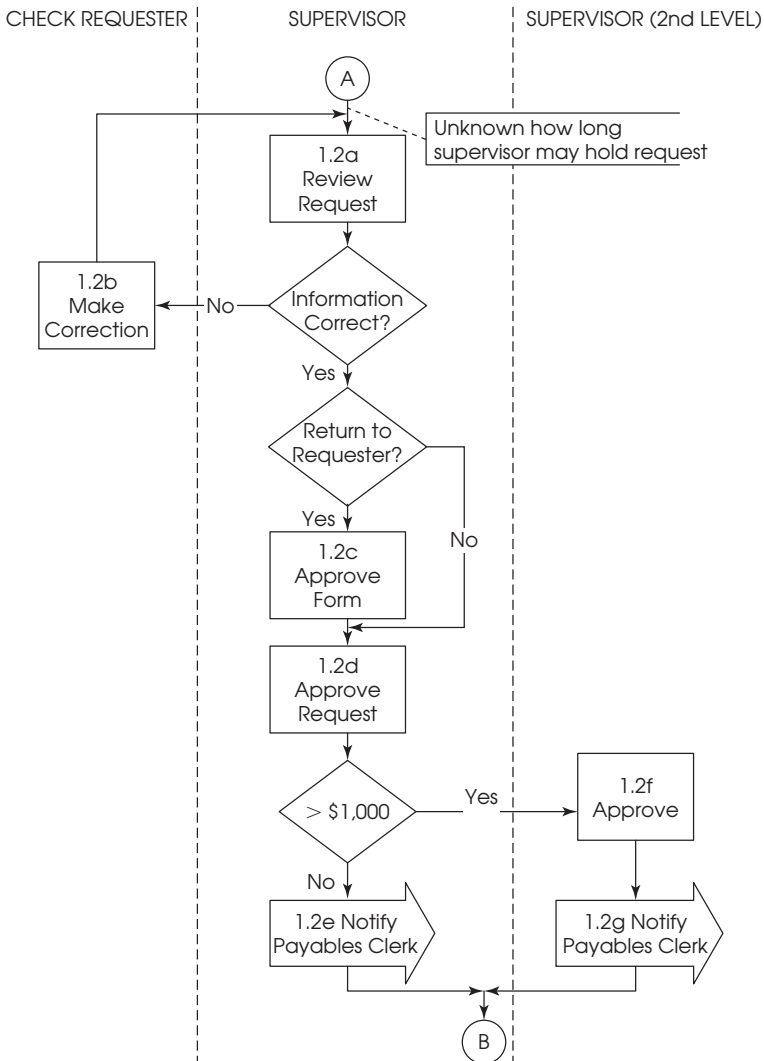 CHECK REQUESTER
SUPERVISOR
SUPERVISOR (2nd LEVEL)
A
Unknown how long
supervisor may hold request
1.2a
Review
Request
1.2b
Make
Correction
No
Information
Correct?
Yes
Return to
Requester?
Yes
No
1.2c
Approve
Form
1.2d
Approve
Request
> $1,000
Yes
1.2f
Approve
No
1.2e Notify
Payables Clerk
1.2g Notify
Payables Clerk
B